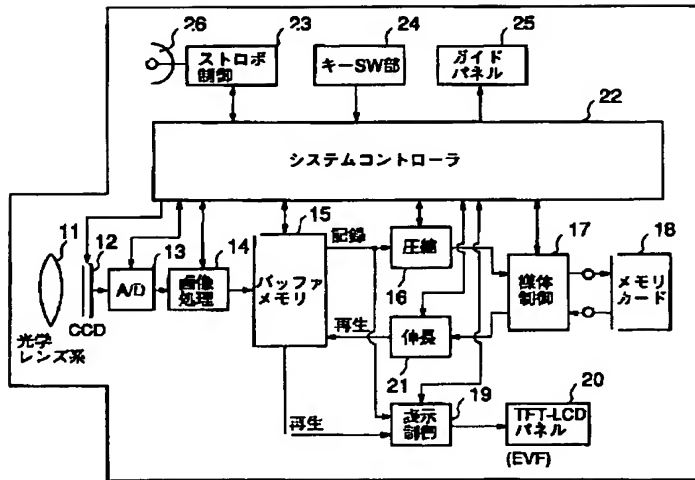 26
23
24
25
ストロボ
制御
キーSW部
ガイド
パネル
22
システムコントローラ
11
12
13
14
15
記録
17
18
A/D
画像
処理
バッファ
メモリ
圧縮
16
媒体
制御
メモリ
カード
CCD
光学
レンズ系
再生
伸長
21
再生
表示
制御
19
20
TFT-LCD
パネル
(EVF)